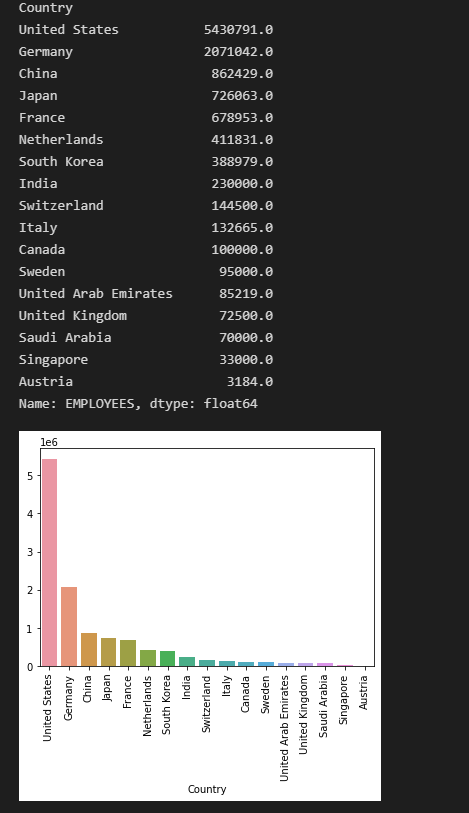 Country
United States 5430791.0
Germany 2071042.0
China 862429.0
Japan 726063.0
France 678953.0
Netherlands 411831.0
South Korea 388979.0
India 230000.0
Switzerland 144500.0
Italy 132665.0
Canada 100000.0
Sweden 95000.0
United Arab Emirates 85219.0
United Kingdom 72500.0
Saudi Arabia 70000.0
Singapore 33000.0
Austria 3184.0
Name: EMPLOYEES, dtype: float64
1e6
5
4
3
2
1
0
United States
Germany
China
Japan
France
Netherlands
South Korea
India
Switzerland
Italy
Canada
Sweden
United Arab Emirates
United Kingdom
Saudi Arabia
Singapore
Austria
Country